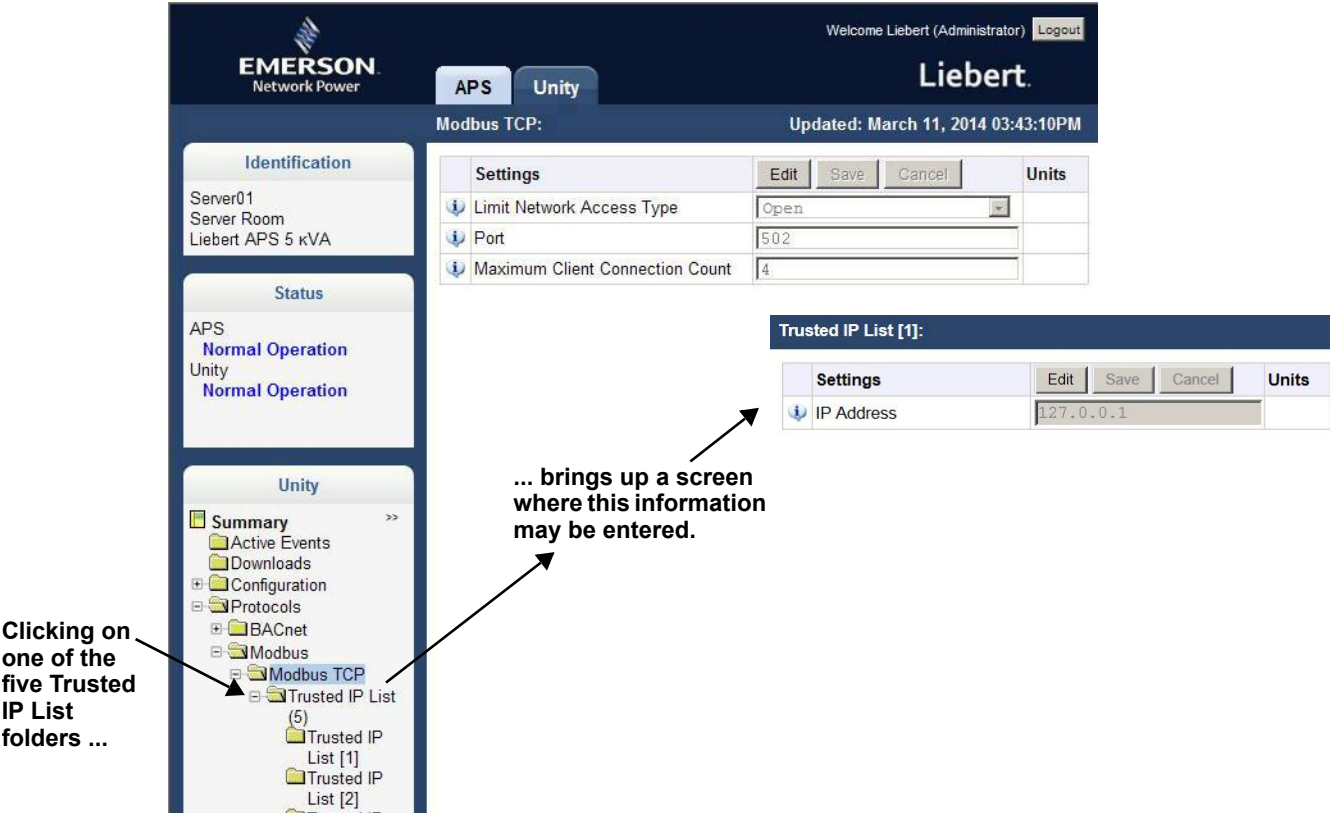 EMERSON
Network Power
Welcome Liebert (Administrator) Logout
Liebert.
APS Unity
Modbus TCP: Updated: March 11, 2014 03:43:10PM
Identification
Server01
Server Room
Liebert APS 5 κVA
Status
APS
Normal Operation
Unity
Normal Operation
Unity
Summary >>
Active Events
Downloads
Configuration
Protocols
BACnet
Modbus
Modbus TCP
Trusted IP List
(5)
Trusted IP
List [1]
Trusted IP
List [2]
Settings Edit Save Cancel Units
Limit Network Access Type Open
Port 502
Maximum Client Connection Count 4
Trusted IP List [1]:
Settings Edit Save Cancel Units
IP Address 127.0.0.1
... brings up a screen
where this information
may be entered.
Clicking on
one of the
five Trusted
IP List
folders ...